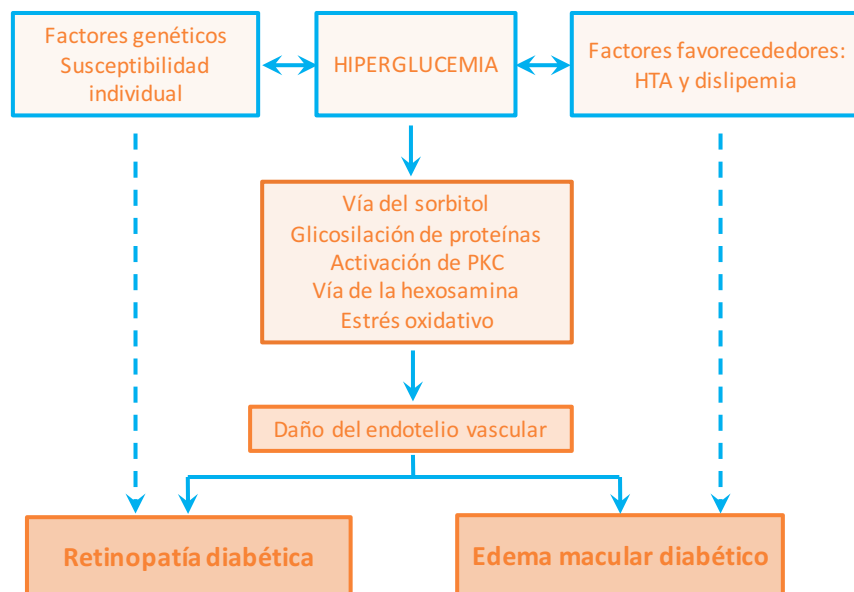 Factores genéticos
Susceptibilidad
individual
HIPERGLUCEMIA
Factores favorecededores:
HTA y dislipemia
Vía del sorbitol
Glicosilación de proteínas
Activación de PKC
Vía de la hexosamina
Estrés oxidativo
Daño del endotelio vascular
Retinopatía diabética
Edema macular diabético